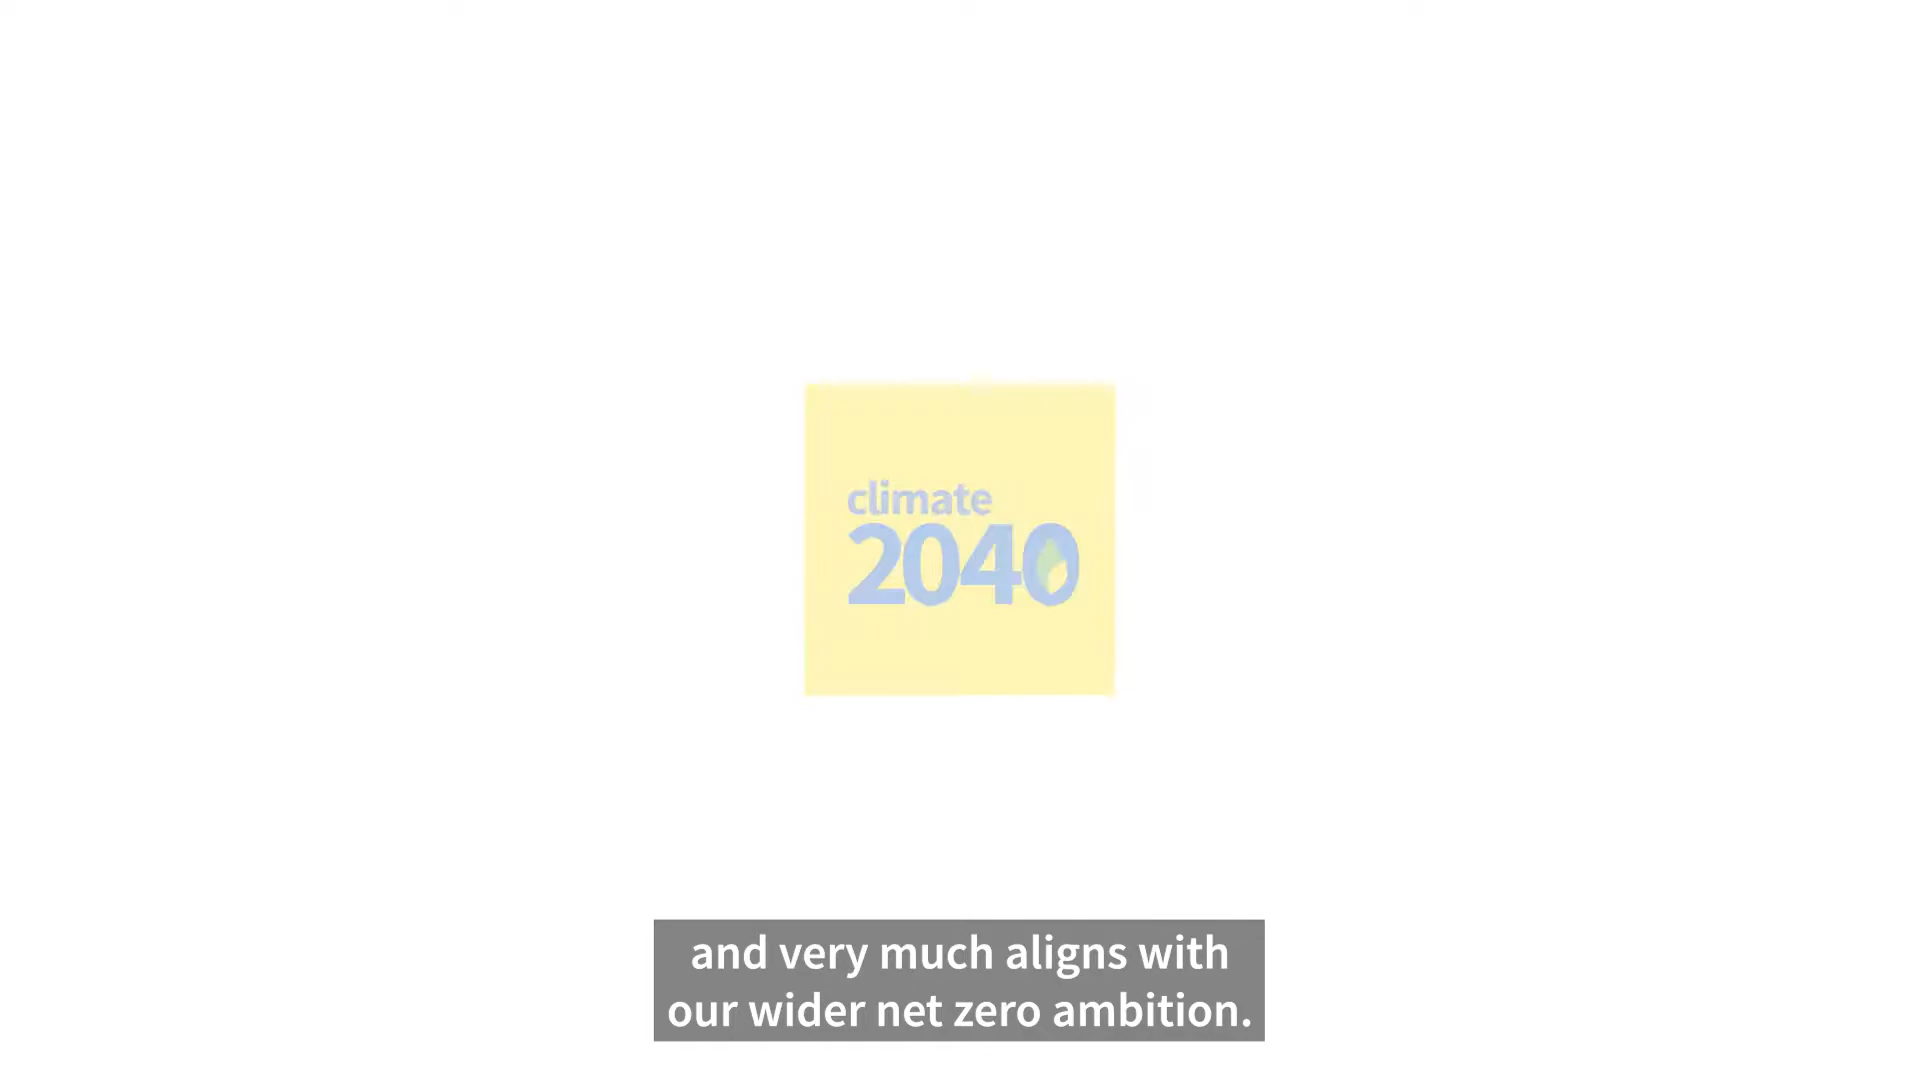 climate
2040
and very much aligns with
our wider net zero ambition.